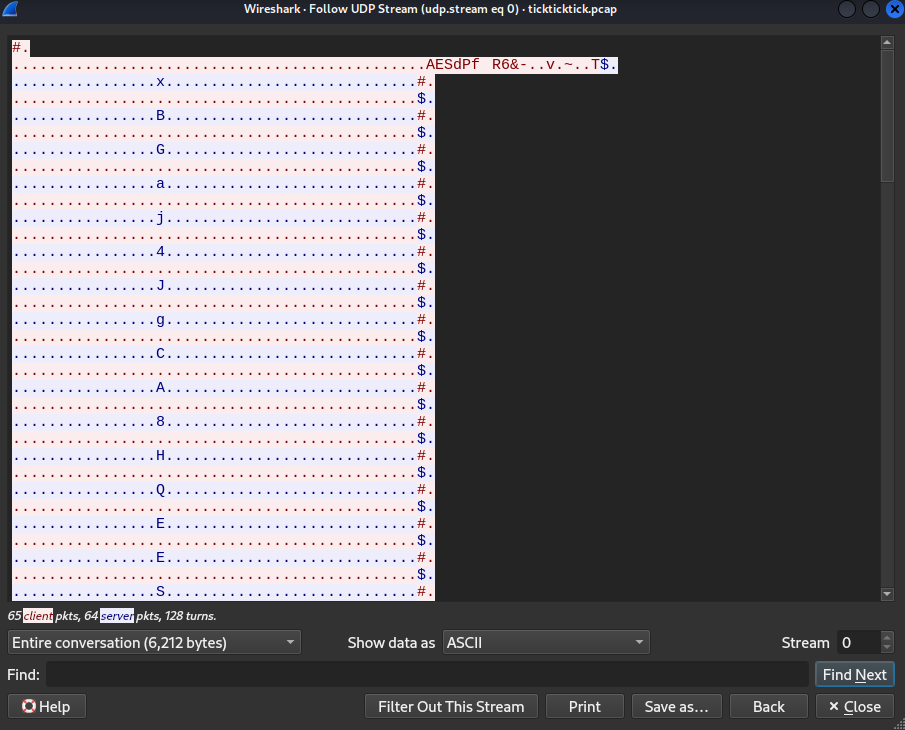 Wireshark · Follow UDP Stream (udp.stream eq 0) · tickticktick.pcap
#.
..............................................AESdPf	R6&-..v.~..T$.
................x............................#.
.............................................$.
................B............................#.
.............................................$.
................G............................#.
.............................................$.
................a............................#.
.............................................$.
................j............................#.
.............................................$.
................4............................#.
.............................................$.
................J............................#.
.............................................$.
................g............................#.
.............................................$.
................C............................#.
.............................................$.
................A............................#.
.............................................$.
................8............................#.
.............................................$.
................H............................#.
.............................................$.
................Q............................#.
.............................................$.
................E............................#.
.............................................$.
................E............................#.
.............................................$.
................S............................#.
65 client pkts, 64 server pkts, 128 turns.
Entire conversation (6,212 bytes) Show data as ASCII Stream 0
Find: Find Next
Help Filter Out This Stream Print Save as… Back Close